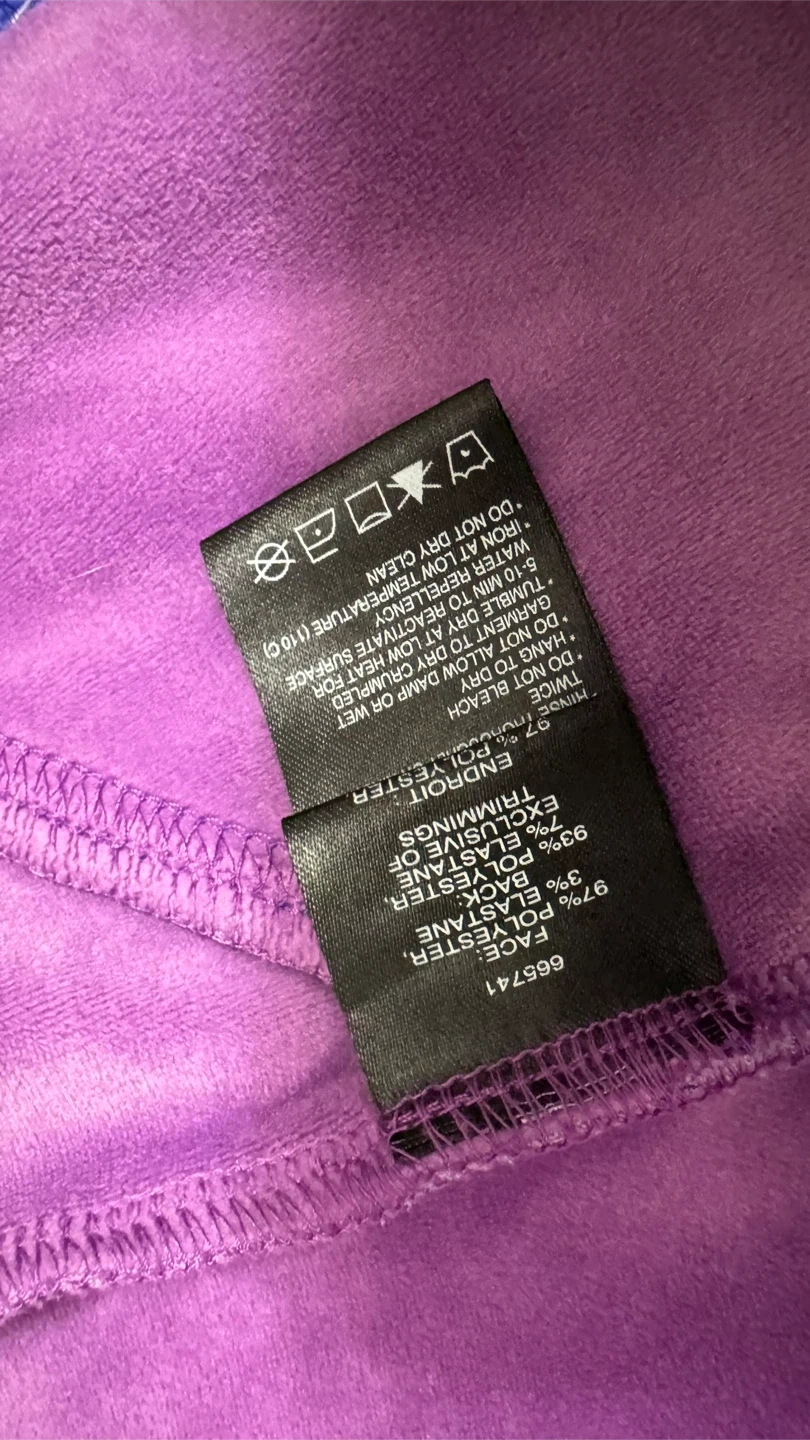 665741
FACE:
97% POLYESTER,
3% ELASTANE
BACK:
93% POLYESTER,
7% ELASTANE
EXCLUSIVE OF
TRIMMINGS
ENDROIT :
97 % POLYESTER
TWICE
* DO NOT BLEACH
* HANG TO DRY
* DO NOT ALLOW DAMP OR WET
GARMENT TO DRY CRUMPLED
* TUMBLE DRY AT LOW HEAT FOR
5-10 MIN TO REACTIVATE SURFACE
WATER REPELLENCY
* IRON AT LOW TEMPERATURE (110 C)
* DO NOT DRY CLEAN